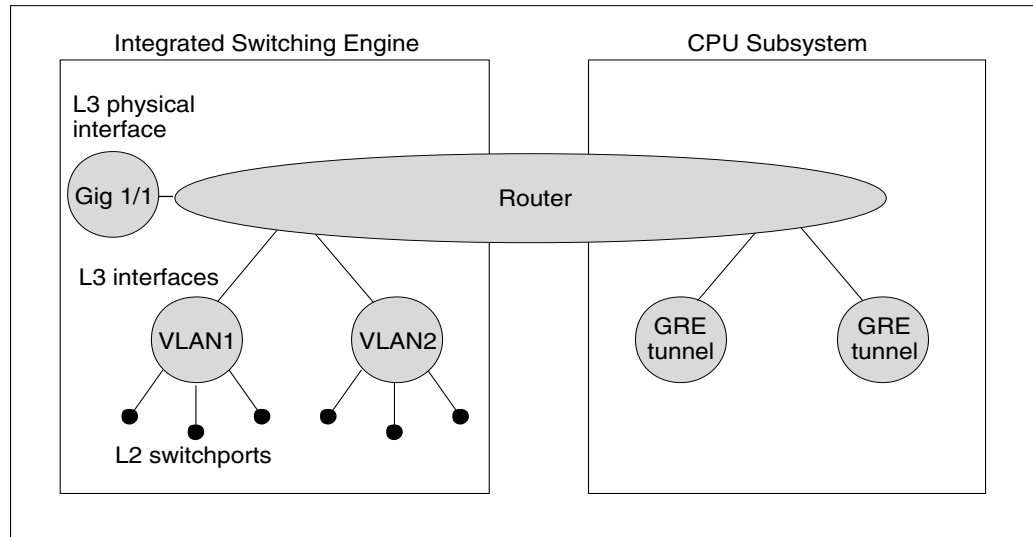 Integrated Switching Engine
CPU Subsystem
L3 physical
interface
Gig 1/1
Router
L3 interfaces
VLAN1
VLAN2
GRE
tunnel
GRE
tunnel
L2 switchports